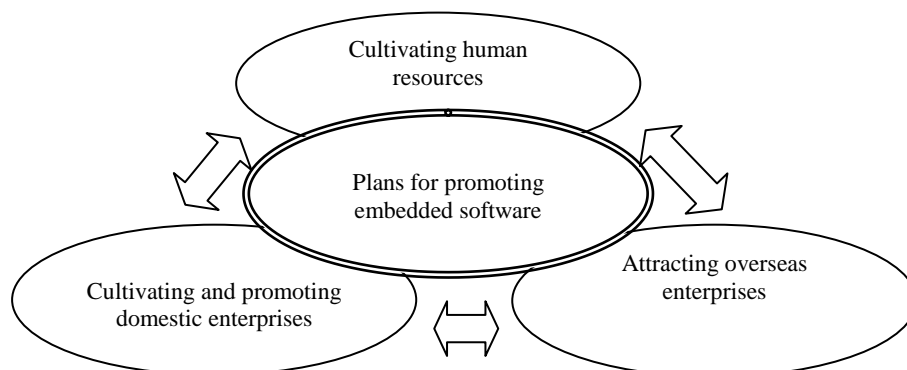 Cultivating human
resources
Plans for promoting
embedded software
Cultivating and promoting
domestic enterprises
Attracting overseas
enterprises